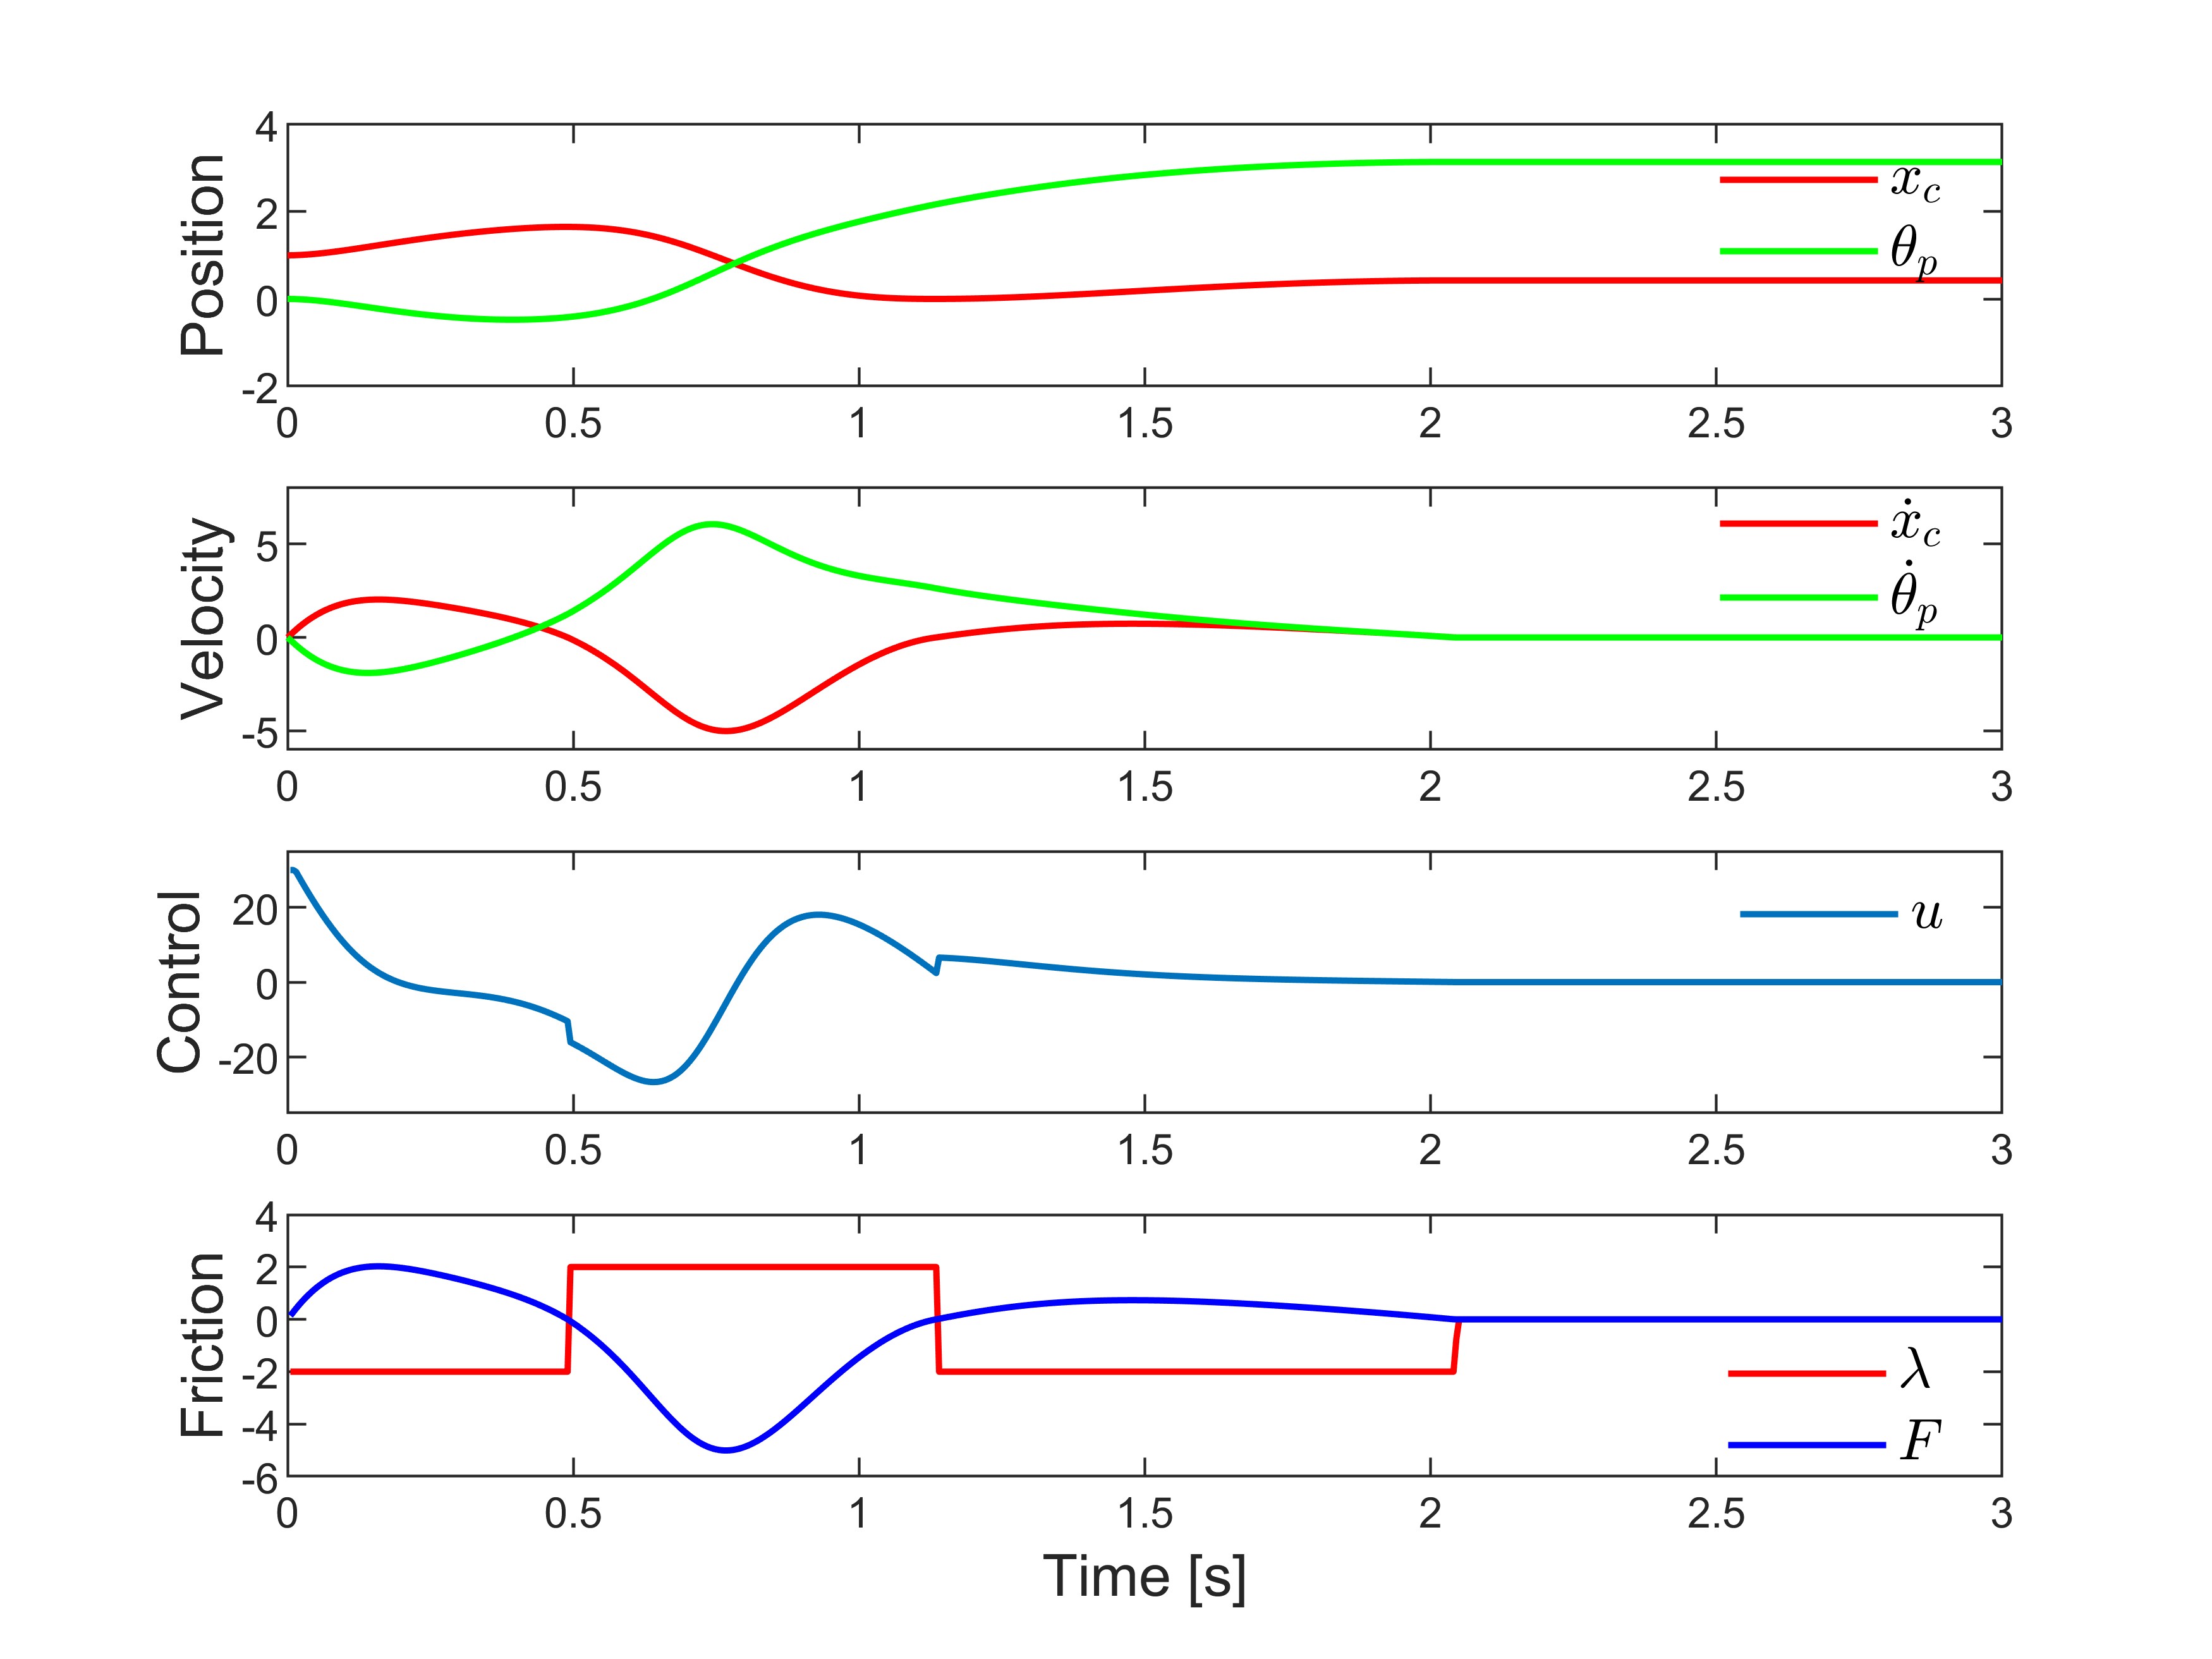 Position
4
2
0
-2
0 0.5 1 1.5 2 2.5 3
x_c
θ_p
Velocity
5
0
-5
0 0.5 1 1.5 2 2.5 3
ẋ_c
θ̇_p
Control
20
0
-20
0 0.5 1 1.5 2 2.5 3
u
Friction
4
2
0
-2
-4
-6
0 0.5 1 1.5 2 2.5 3
λ
F
Time [s]